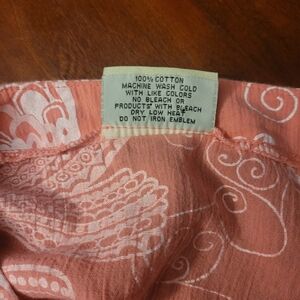 100% COTTON
MACHINE WASH COLD
WITH LIKE COLORS
NO BLEACH OR
PRODUCTS WITH BLEACH
DRY LOW HEAT
DO NOT IRON EMBLEM